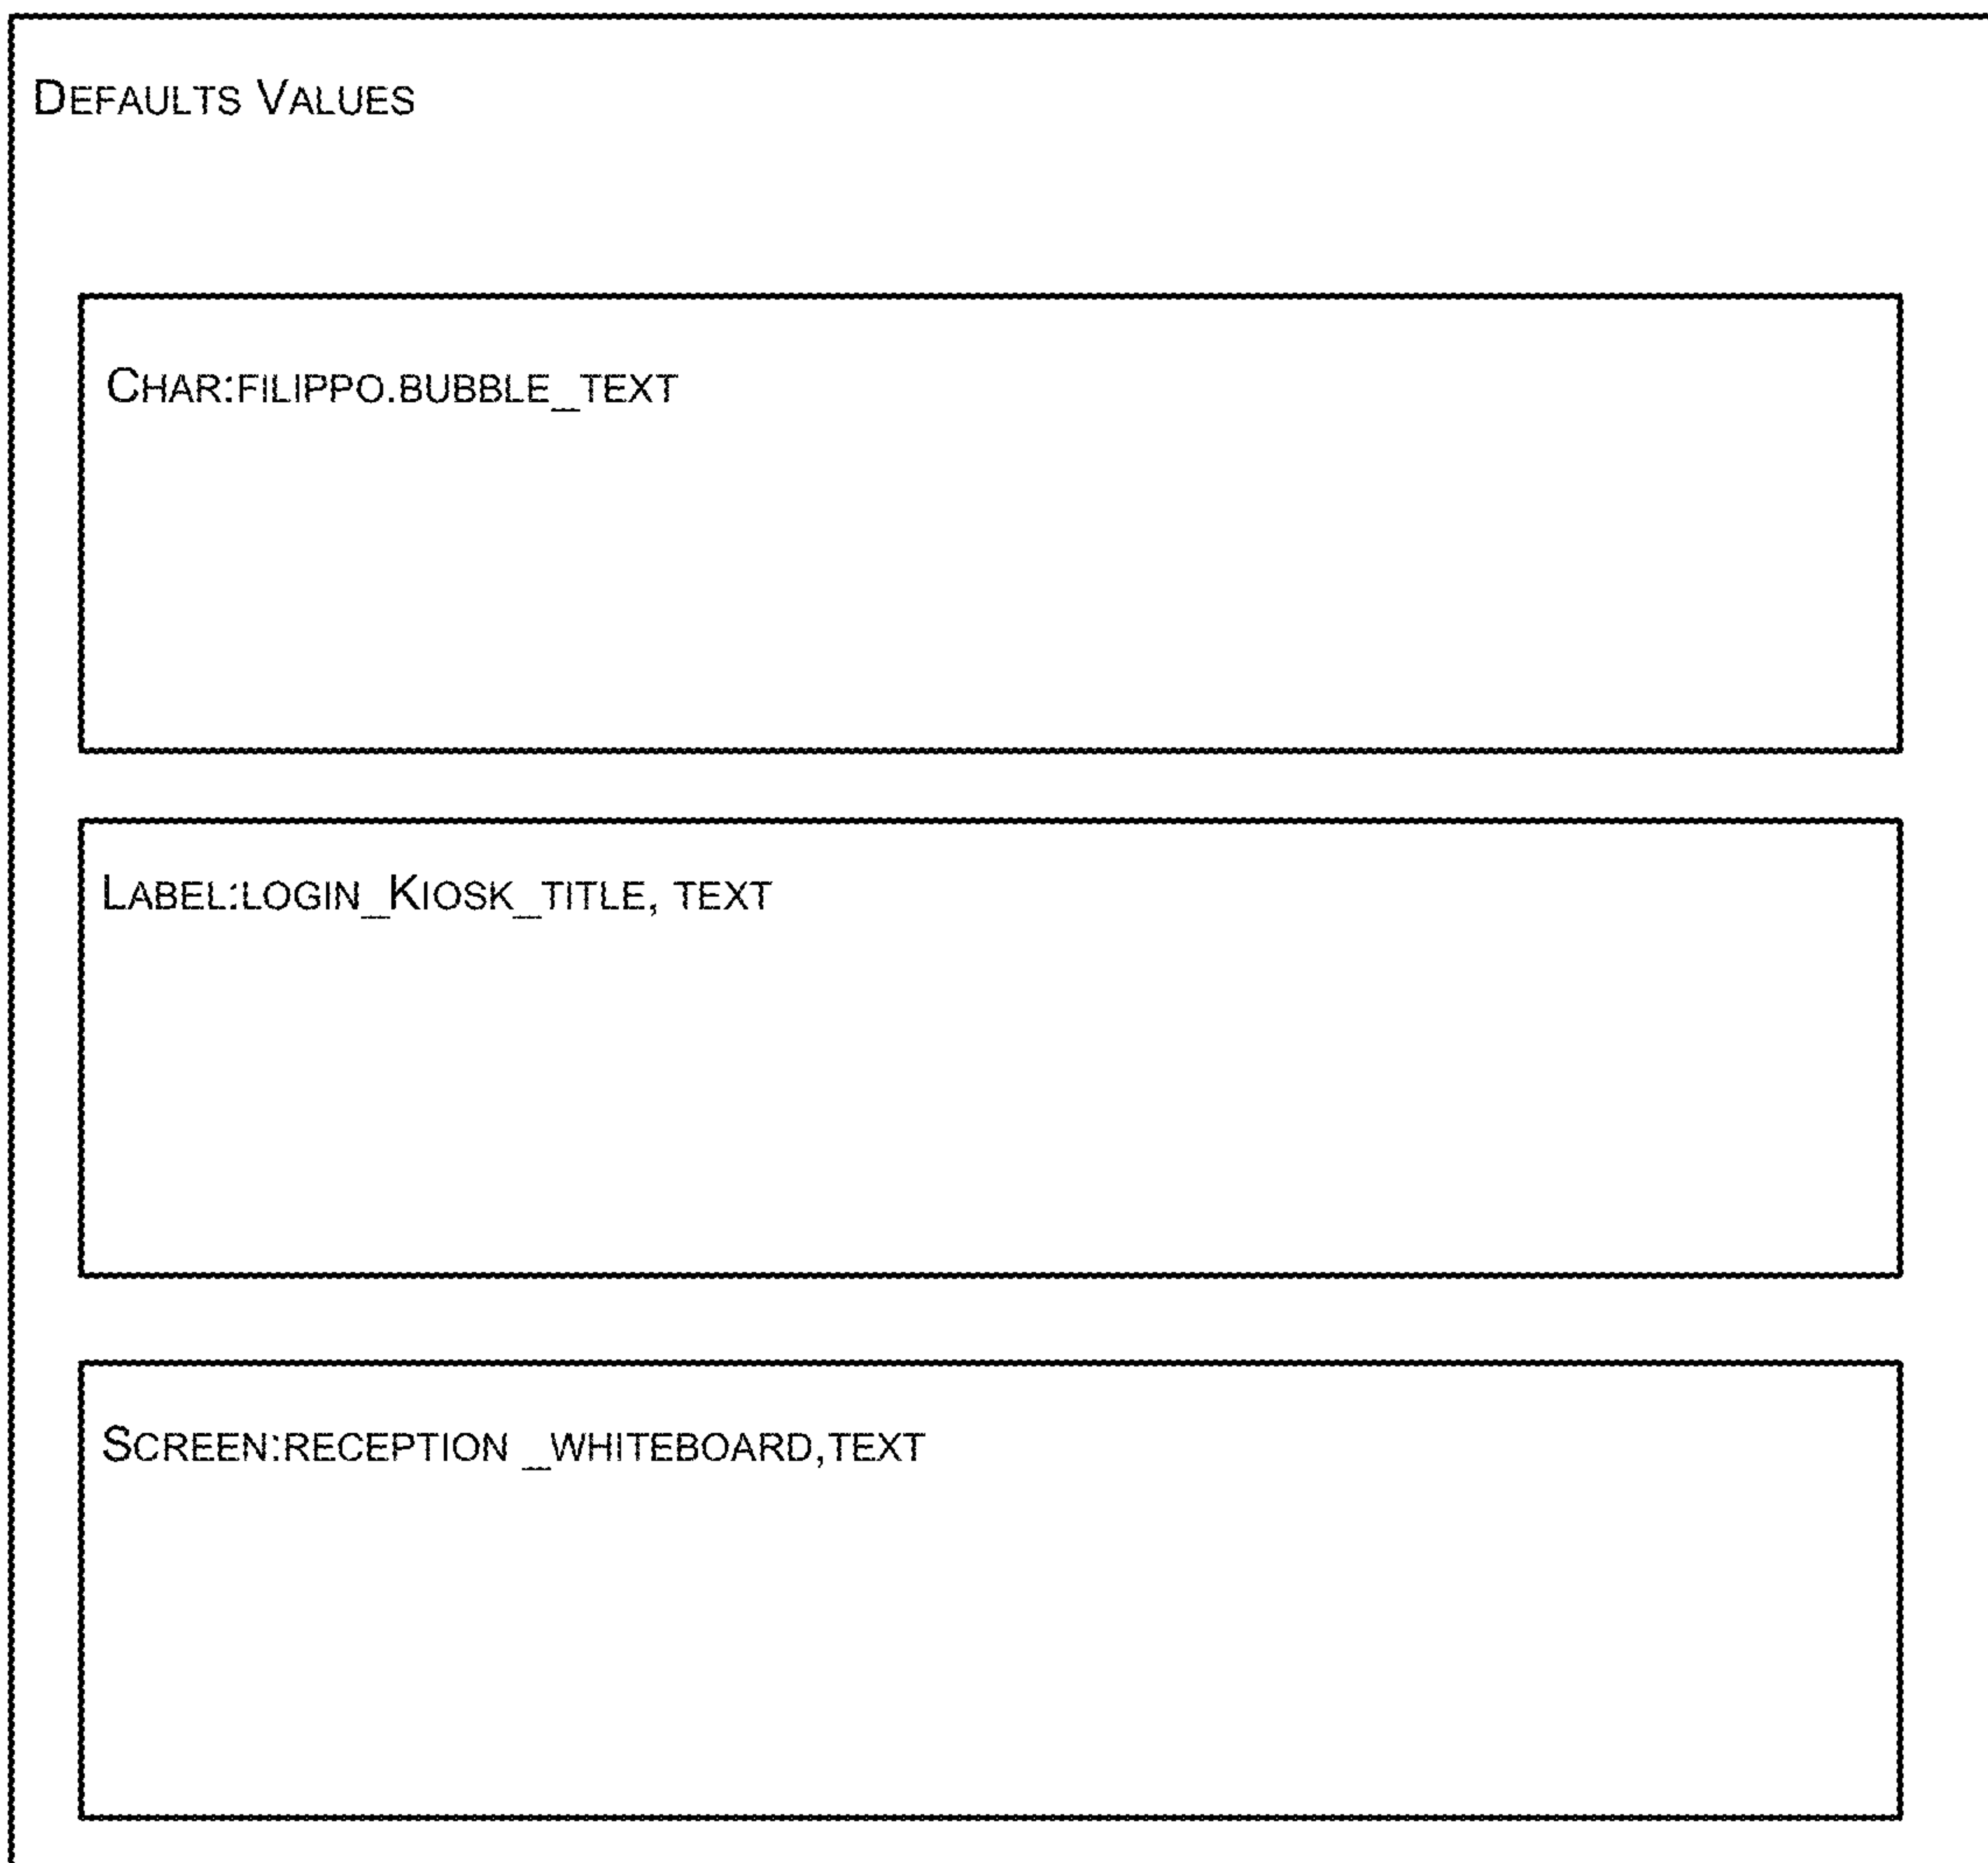 DEFAULTS VALUES
CHAR:FILIPPO.BUBBLE_TEXT
LABEL:LOGIN_KIOSK_TITLE, TEXT
SCREEN:RECEPTION _WHITEBOARD,TEXT